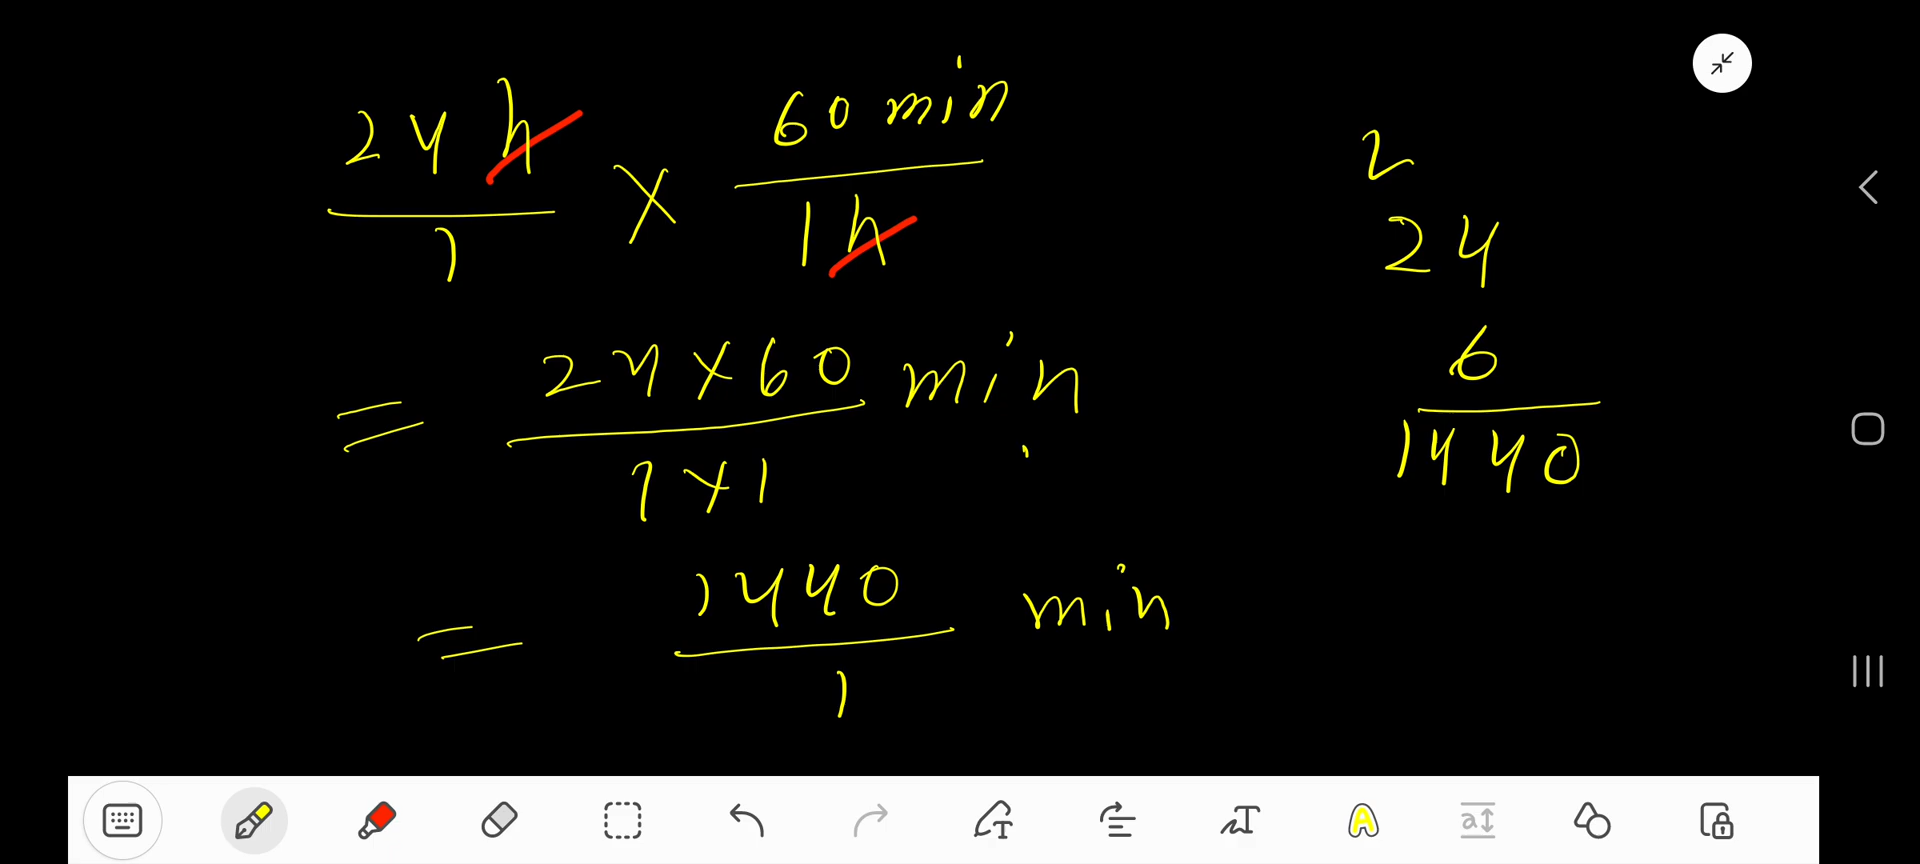 24 h / 1 × 60 min / 1 h
= 24 × 60 min / 1 × 1
= 1440 min / 1
2
24
6
1440